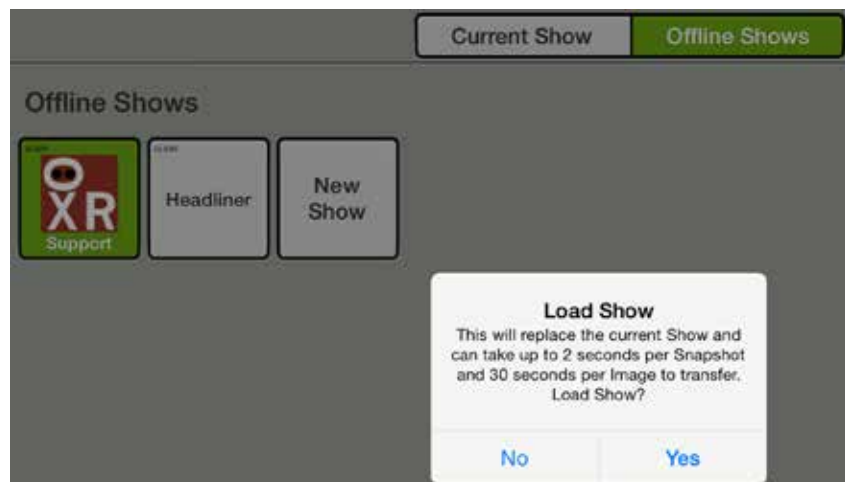 Current Show
Offline Shows
Offline Shows
XR
Support
Headliner
New
Show
Load Show
This will replace the current Show and
can take up to 2 seconds per Snapshot
and 30 seconds per Image to transfer.
Load Show?
No
Yes